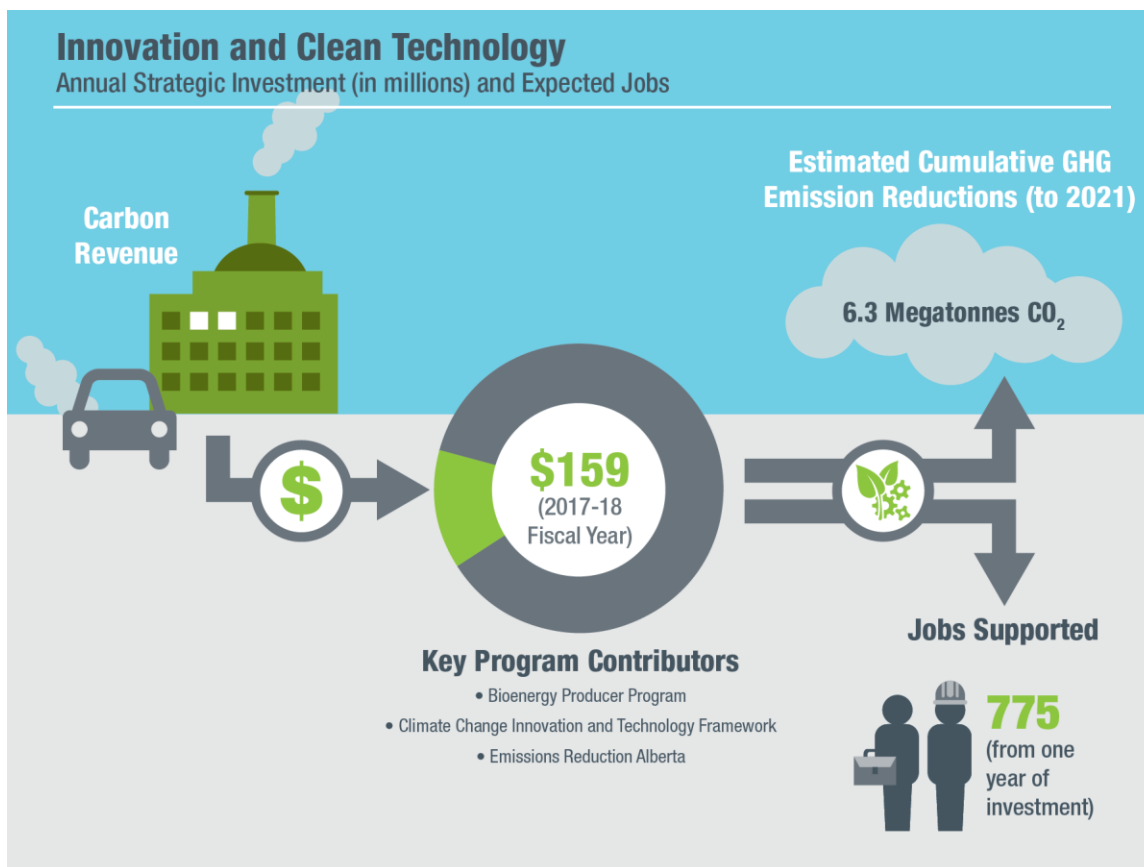 Innovation and Clean Technology
Annual Strategic Investment (in millions) and Expected Jobs
Carbon
Revenue
Estimated Cumulative GHG
Emission Reductions (to 2021)
6.3 Megatonnes CO₂
$
$159
(2017-18
Fiscal Year)
Key Program Contributors
• Bioenergy Producer Program
• Climate Change Innovation and Technology Framework
• Emissions Reduction Alberta
Jobs Supported
775
(from one
year of
investment)